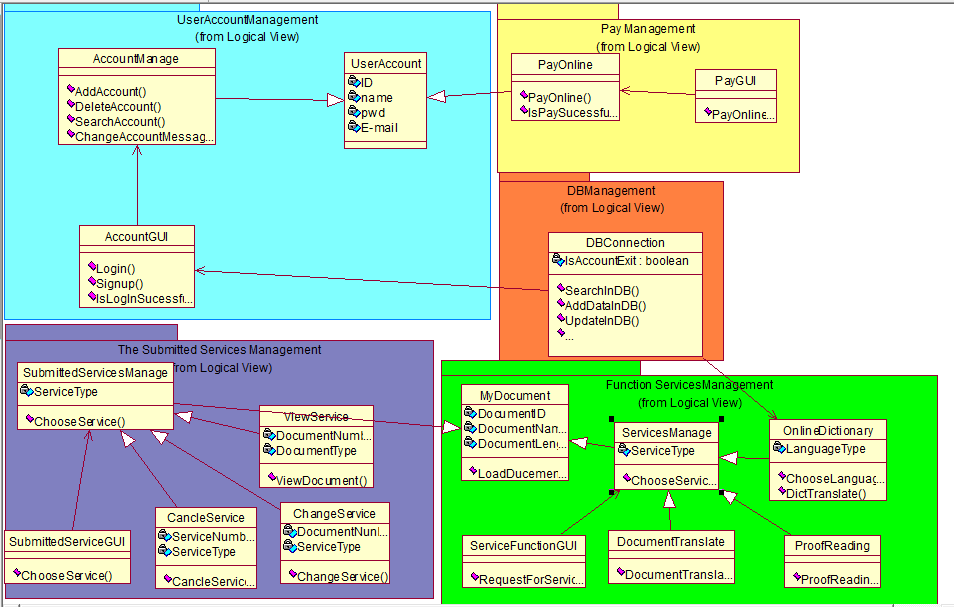 UserAccountManagement
(from Logical View)
AccountManage
AddAccount()
DeleteAccount()
SearchAccount()
ChangeAccountMessag...
UserAccount
ID
name
pwd
E-mail
AccountGUI
Login()
Signup()
IsLogInSucessfu...
Pay Management
(from Logical View)
PayOnline
PayOnline()
IsPaySucessfu...
PayGUI
PayOnline...
DBManagement
(from Logical View)
DBConnection
IsAccountExit : boolean
SearchInDB()
AddDataInDB()
UpdateInDB()
...
The Submitted Services Management
(from Logical View)
SubmittedServicesManage
ServiceType
ChooseService()
ViewService
DocumentNumb...
DocumentType
ViewDocument()
SubmittedServiceGUI
ChooseService()
CancleService
ServiceNumb...
ServiceType
CancleServic...
ChangeService
DocumentNunl...
ServiceType
ChangeService()
Function ServicesManagement
(from Logical View)
MyDocument
DocumentID
DocumentNan...
DocumentLen...
LoadDucemer...
ServicesManage
ServiceType
ChooseServic...
OnlineDictionary
LanguageType
ChooseLangua...
DictTranslate()
ServiceFunctionGUI
RequestForServic...
DocumentTranslate
DocumentTransla...
ProofReading
ProofReadin...